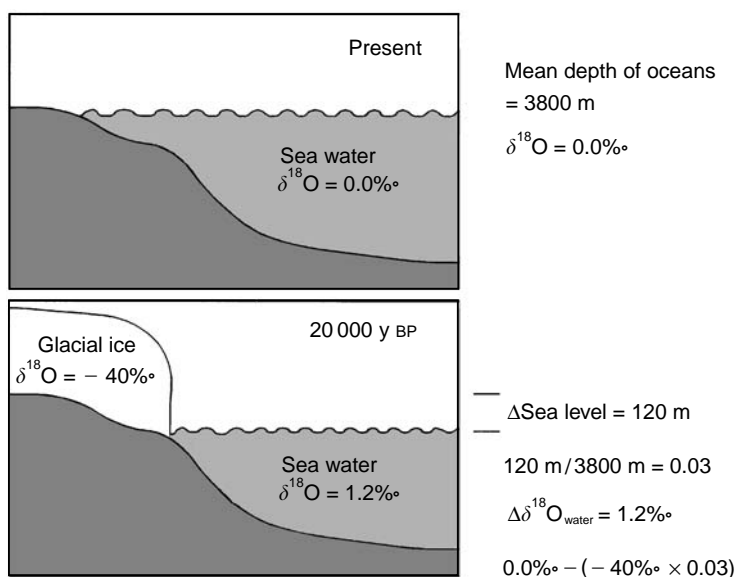 Present
Sea water
δ¹⁸O = 0.0‰
Mean depth of oceans
= 3800 m
δ¹⁸O = 0.0‰
20 000 y BP
Glacial ice
δ¹⁸O = − 40‰
Sea water
δ¹⁸O = 1.2‰
ΔSea level = 120 m
120 m/3800 m = 0.03
Δδ¹⁸O_water = 1.2‰
0.0‰ − (− 40‰ × 0.03)